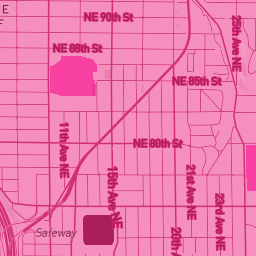 E
NE 90th St
NE 88th St
25th Ave NE
NE 85th St
11th Ave NE
NE 80th St
15th Ave NE
21st Ave NE
23rd Ave NE
20th A
Safeway